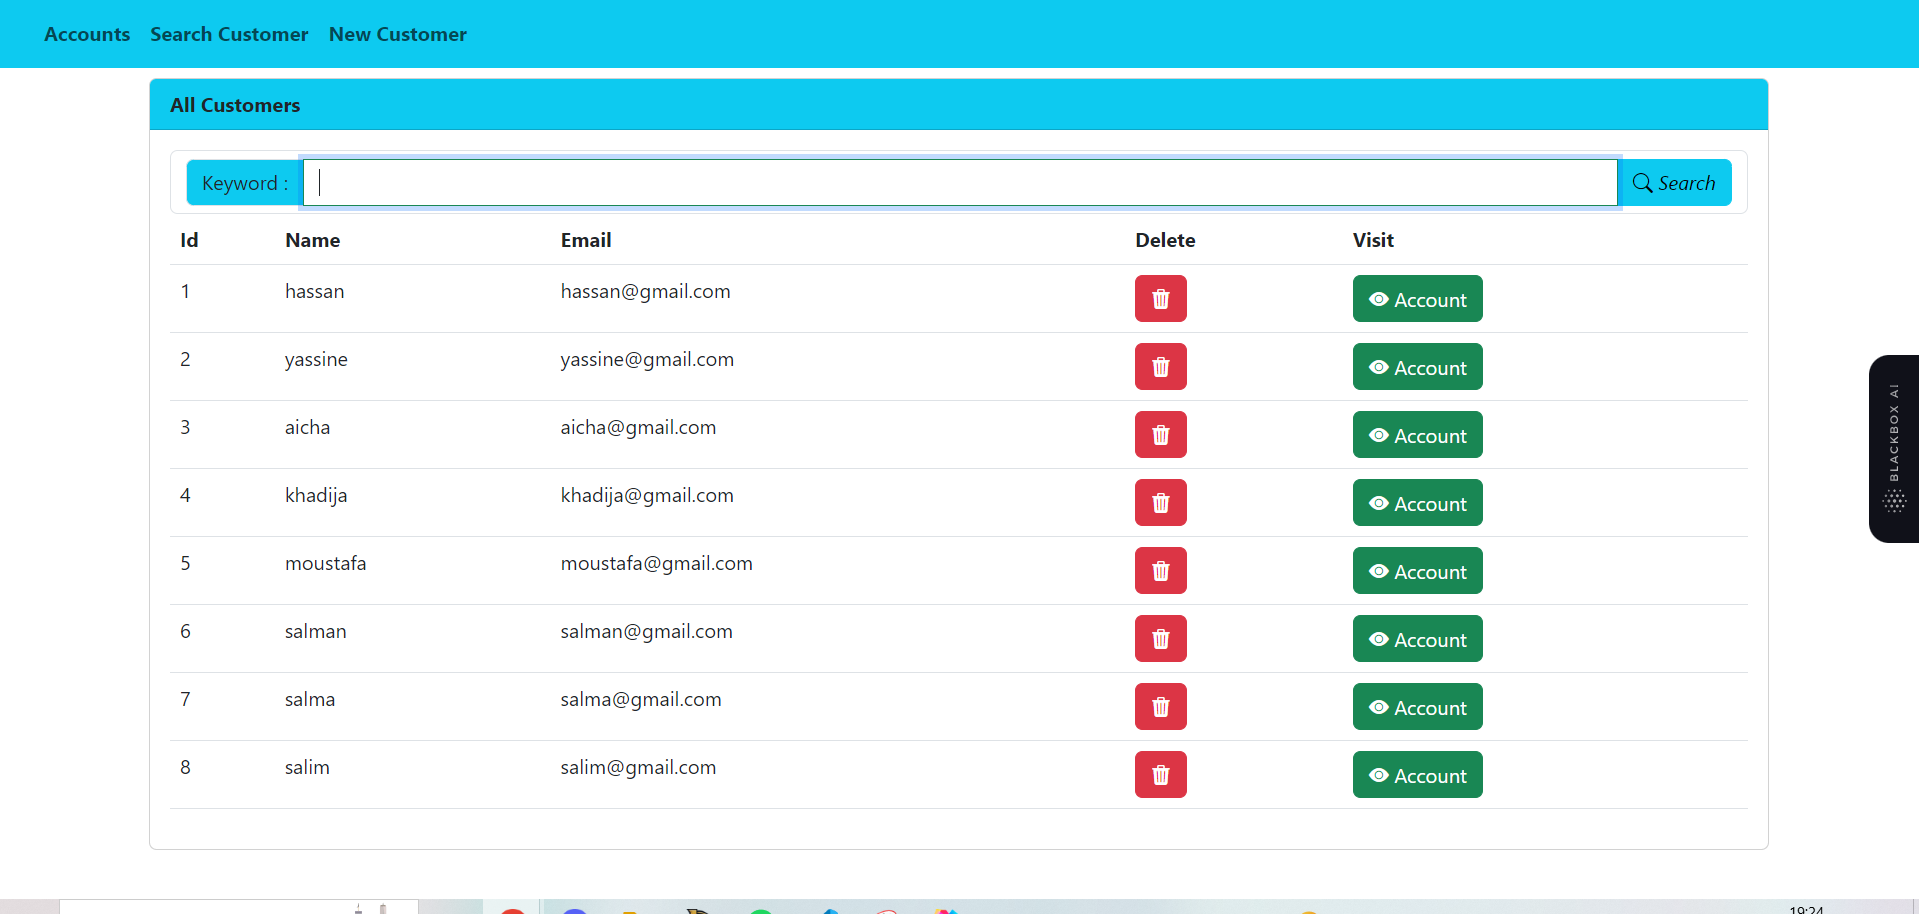 Accounts Search Customer New Customer
All Customers
Keyword : Search
Id Name Email Delete Visit
1 hassan hassan@gmail.com Account
2 yassine yassine@gmail.com Account
3 aicha aicha@gmail.com Account
4 khadija khadija@gmail.com Account
5 moustafa moustafa@gmail.com Account
6 salman salman@gmail.com Account
7 salma salma@gmail.com Account
8 salim salim@gmail.com Account
BLACKBOX AI
19:24